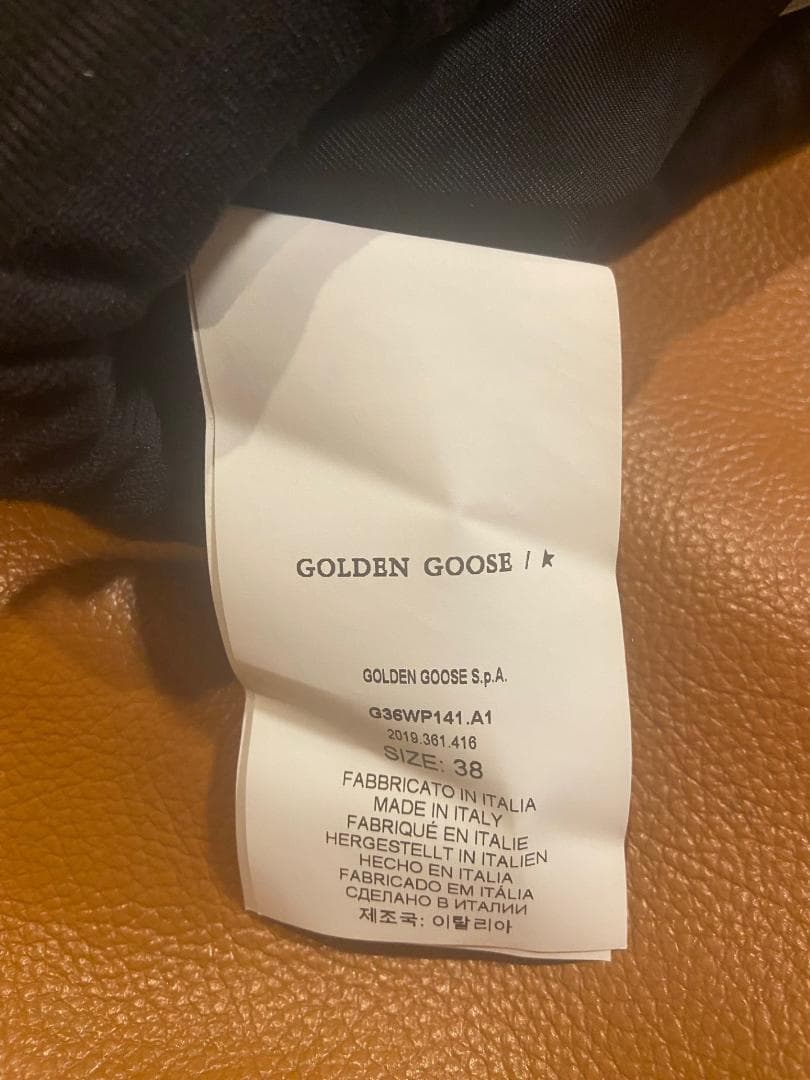 GOLDEN GOOSE / ★
GOLDEN GOOSE S.p.A.
G36WP141.A1
2019.361.416
SIZE: 38
FABBRICATO IN ITALIA
MADE IN ITALY
FABRIQUÉ EN ITALIE
HERGESTELLT IN ITALIEN
HECHO EN ITALIA
FABRICADO EM ITÁLIA
СДЕЛАНО В ИТАЛИИ
제조국: 이탈리아